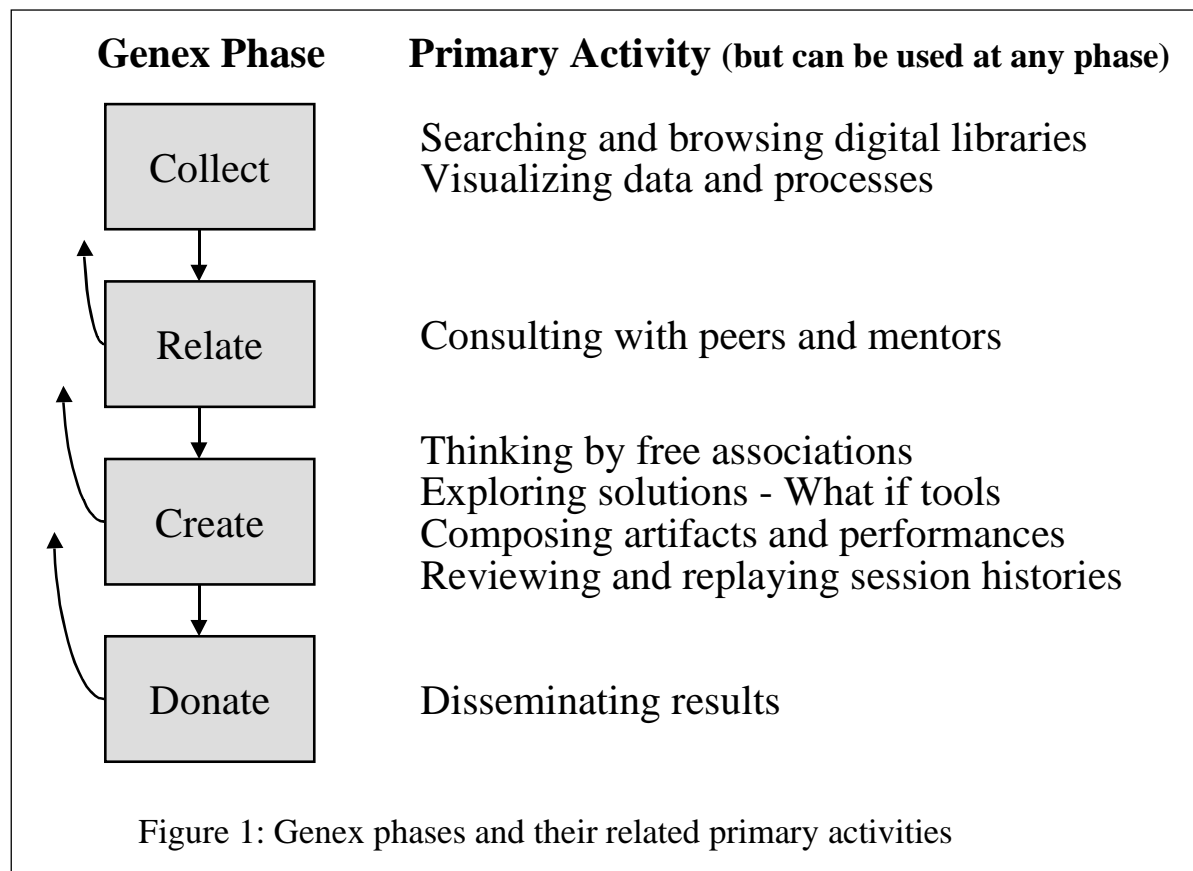 Genex Phase Primary Activity (but can be used at any phase)
Collect
Searching and browsing digital libraries
Visualizing data and processes
Relate
Consulting with peers and mentors
Create
Thinking by free associations
Exploring solutions - What if tools
Composing artifacts and performances
Reviewing and replaying session histories
Donate
Disseminating results
Figure 1: Genex phases and their related primary activities